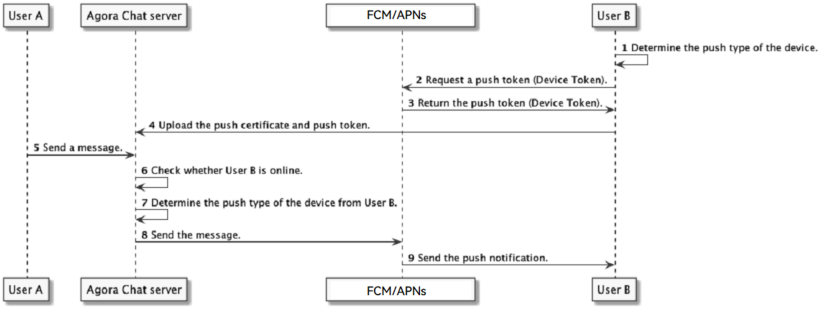 User A
Agora Chat server
FCM/APNs
User B
1 Determine the push type of the device.
2 Request a push token (Device Token).
3 Return the push token (Device Token).
4 Upload the push certificate and push token.
5 Send a message.
6 Check whether User B is online.
7 Determine the push type of the device from User B.
8 Send the message.
9 Send the push notification.
User A
Agora Chat server
FCM/APNs
User B